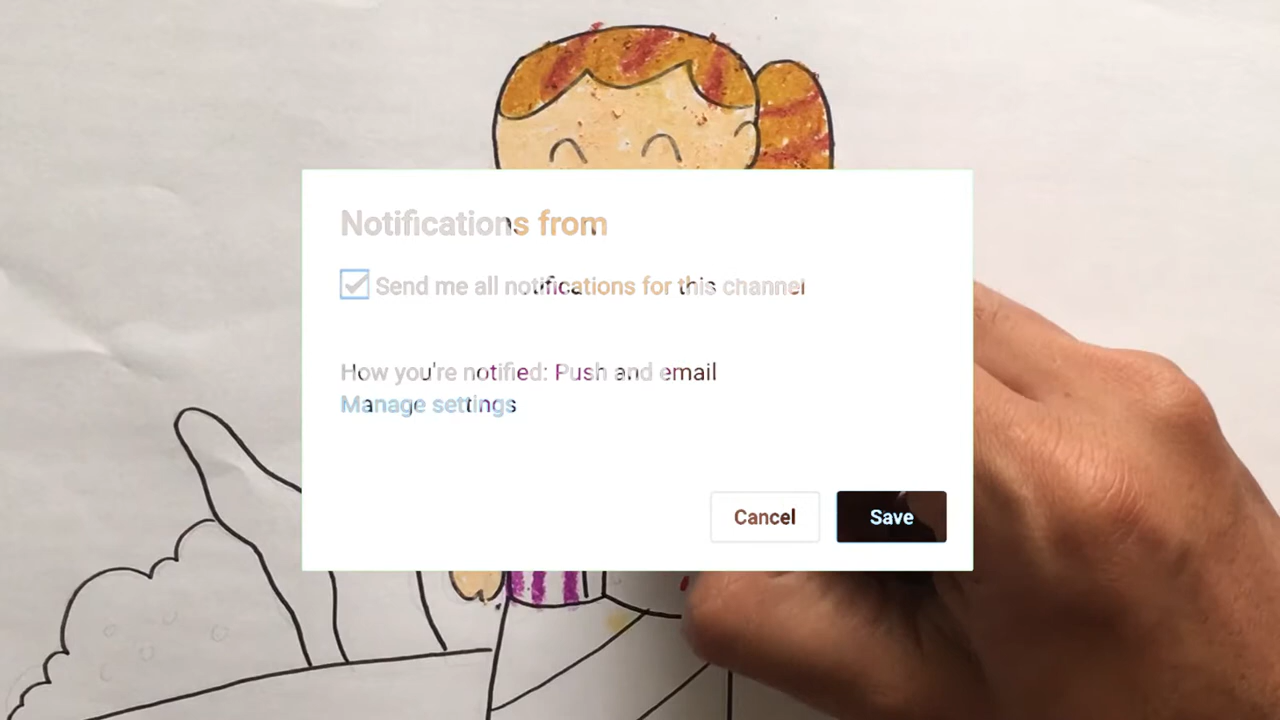 Notifications from
Send me all notifications for this channel
How you're notified: Push and email
Manage settings
Cancel
Save